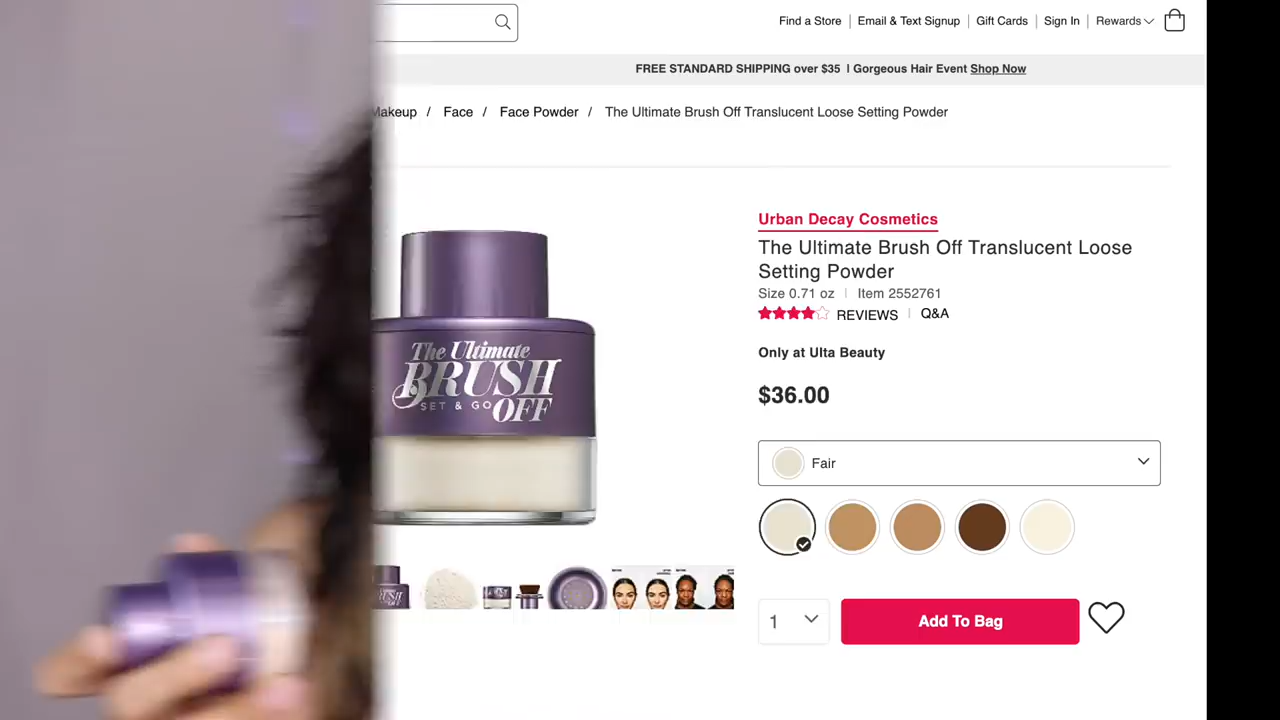 Find a Store
Email & Text Signup
Gift Cards
Sign In
Rewards
FREE STANDARD SHIPPING over $35 | Gorgeous Hair Event Shop Now
Makeup / Face / Face Powder / The Ultimate Brush Off Translucent Loose Setting Powder
Urban Decay Cosmetics
The Ultimate Brush Off Translucent Loose
Setting Powder
Size 0.71 oz | Item 2552761
REVIEWS | Q&A
Only at Ulta Beauty
$36.00
Fair
1
Add To Bag
The Ultimate
BRUSH
SET & GO OFF